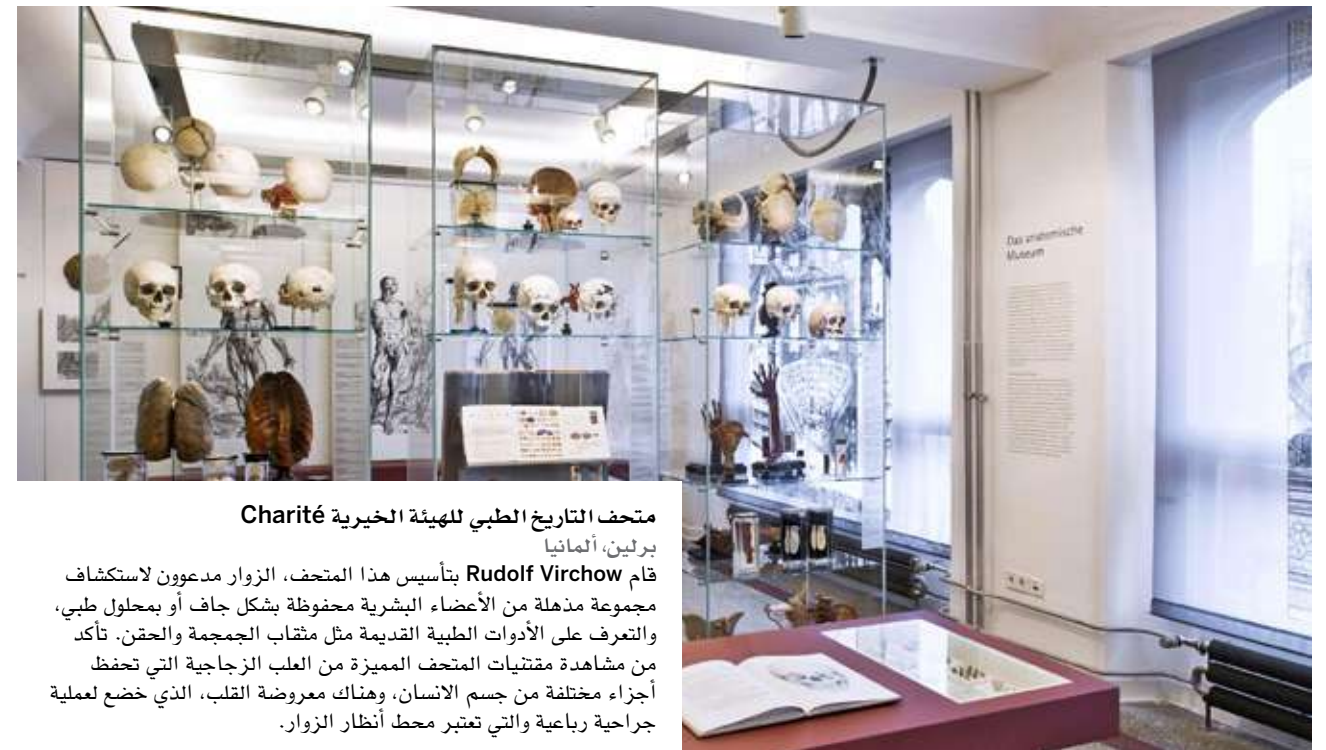 Das anatomische
Museum
متحف التاريخ الطبي للهيئة الخيرية Charité
برلين، ألمانيا
قام Rudolf Virchow بتأسيس هذا المتحف، الزوار مدعوون لاستكشاف
مجموعة مذهلة من الأعضاء البشرية محفوظة بشكل جاف أو بمحلول طبي،
والتعرف على الأدوات الطبية القديمة مثل مثقاب الجمجمة والحقن. تأكد
من مشاهدة مقتنيات المتحف المميزة من العلب الزجاجية التي تحفظ
أجزاء مختلفة من جسم الانسان، وهناك معروضة القلب، الذي خضع لعملية
جراحية رباعية والتي تعتبر محط أنظار الزوار.